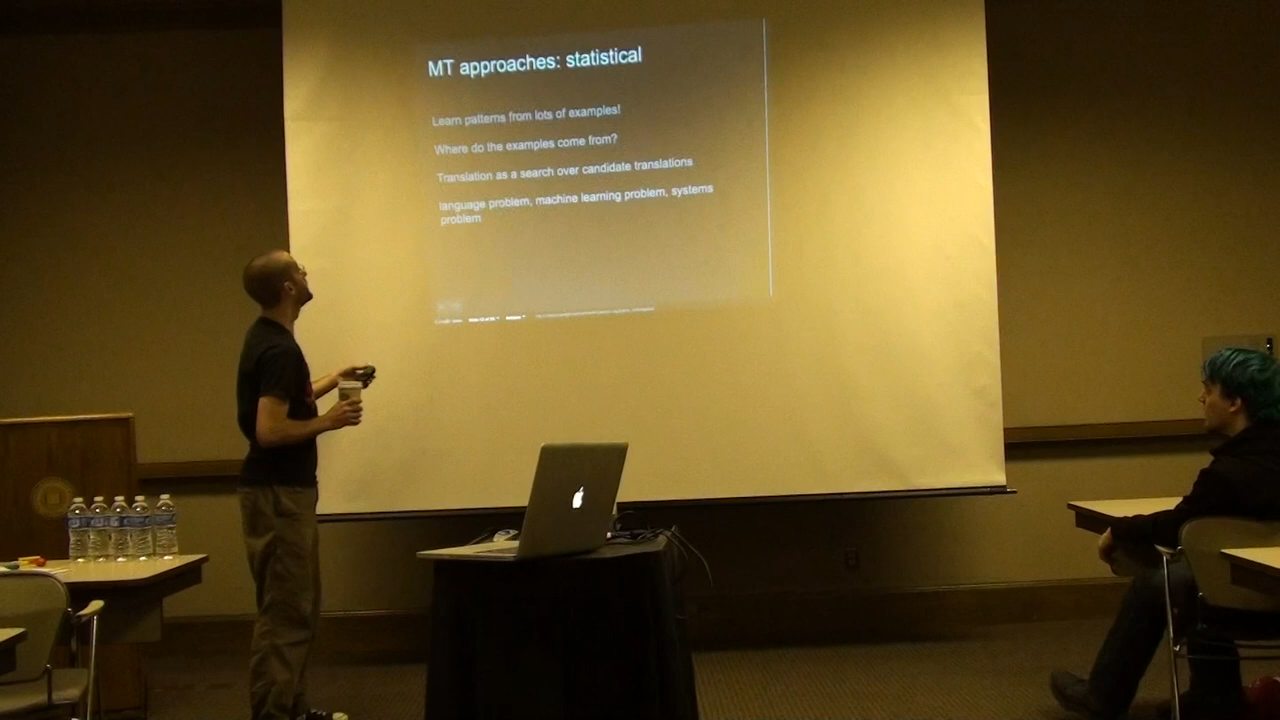 MT approaches: statistical
Learn patterns from lots of examples!
Where do the examples come from?
Translation as a search over candidate translations
language problem, machine learning problem, systems
problem